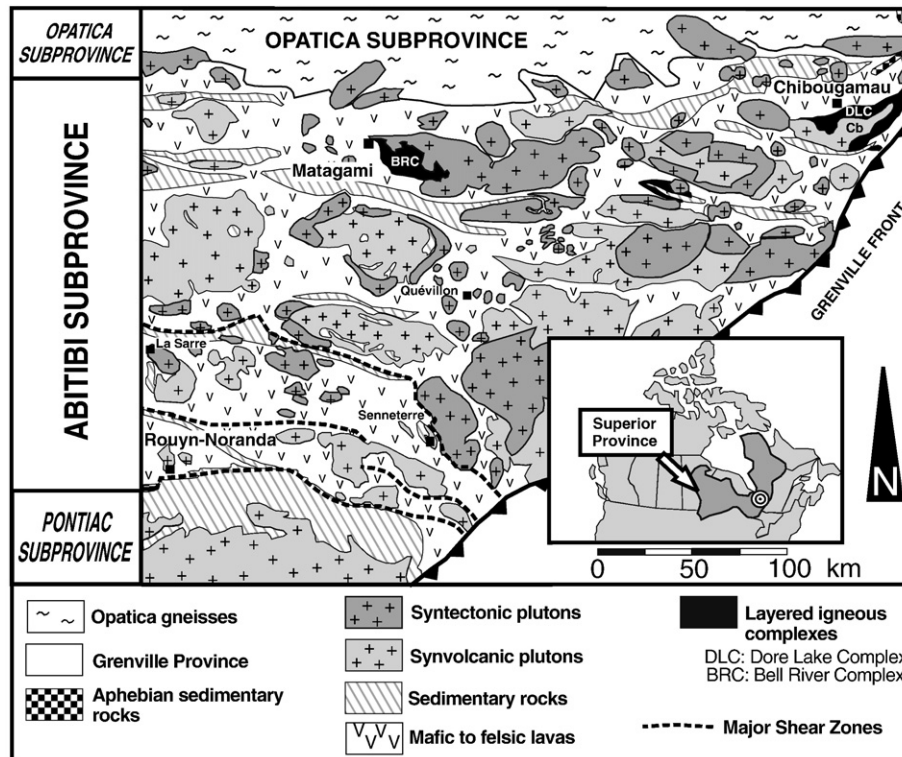 OPATICA
SUBPROVINCE
ABITIBI SUBPROVINCE
PONTIAC
SUBPROVINCE
OPATICA SUBPROVINCE
Chibougamau
DLC
Cb
BRC
Matagami
GRENVILLE FRONT
Quévillon
La Sarre
Senneterre
Rouyn-Noranda
Superior
Province
N
0 50 100 km
Opatica gneisses
Grenville Province
Aphebian sedimentary
rocks
Syntectonic plutons
Synvolcanic plutons
Sedimentary rocks
Mafic to felsic lavas
Layered igneous
complexes
DLC: Dore Lake Complex
BRC: Bell River Complex
Major Shear Zones